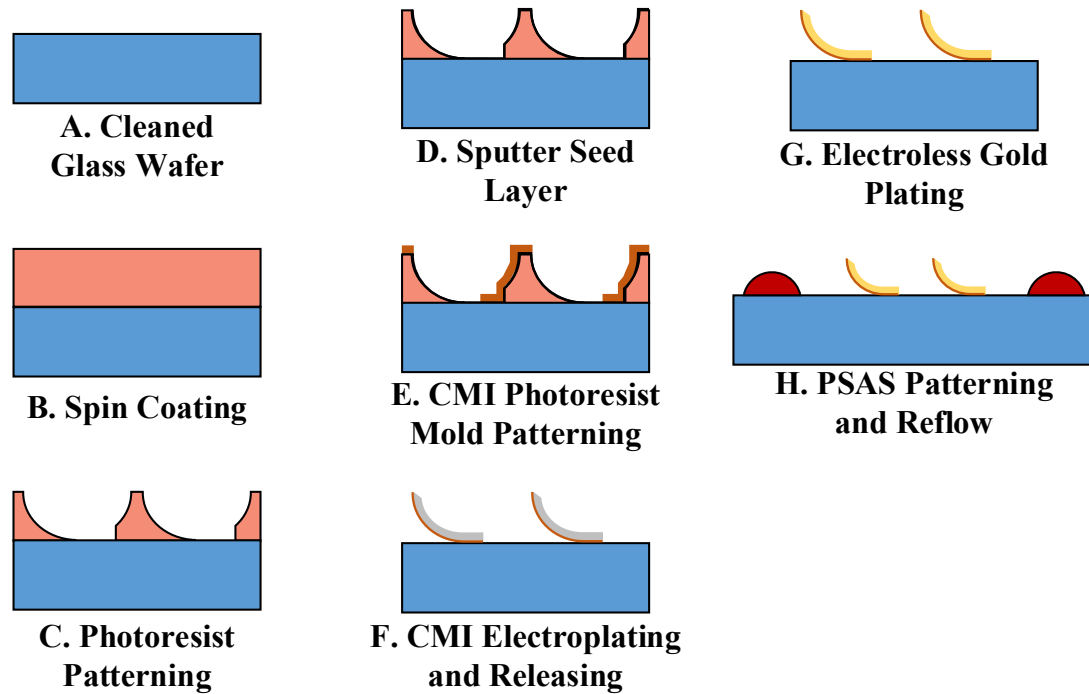 A. Cleaned
Glass Wafer
B. Spin Coating
C. Photoresist
Patterning
D. Sputter Seed
Layer
E. CMI Photoresist
Mold Patterning
F. CMI Electroplating
and Releasing
G. Electroless Gold
Plating
H. PSAS Patterning
and Reflow